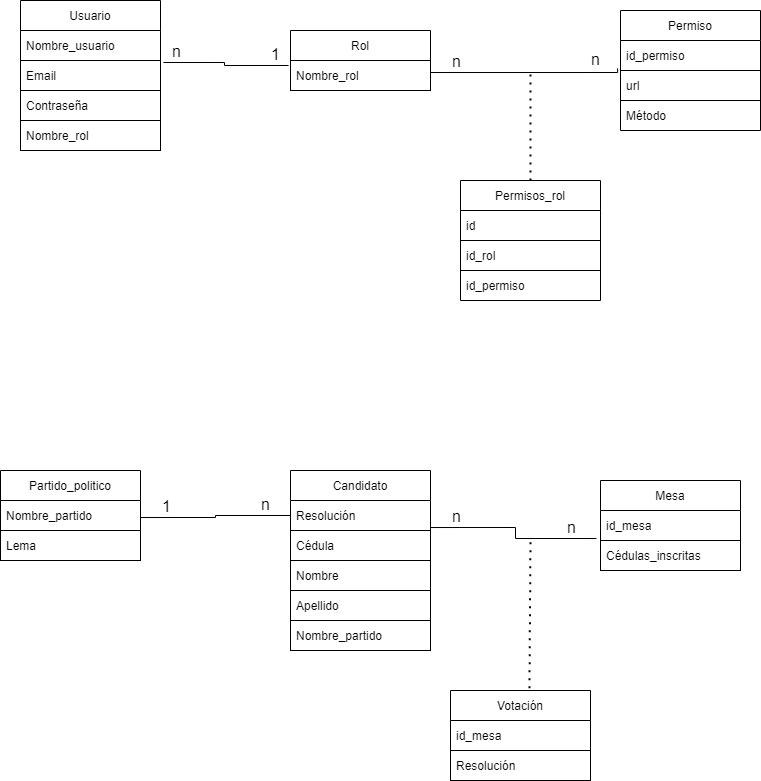 Usuario
Nombre_usuario
Email
Contraseña
Nombre_rol
n
1
Rol
Nombre_rol
n
n
Permiso
id_permiso
url
Método
Permisos_rol
id
id_rol
id_permiso
Partido_politico
Nombre_partido
Lema
1
n
Candidato
Resolución
Cédula
Nombre
Apellido
Nombre_partido
n
n
Mesa
id_mesa
Cédulas_inscritas
Votación
id_mesa
Resolución